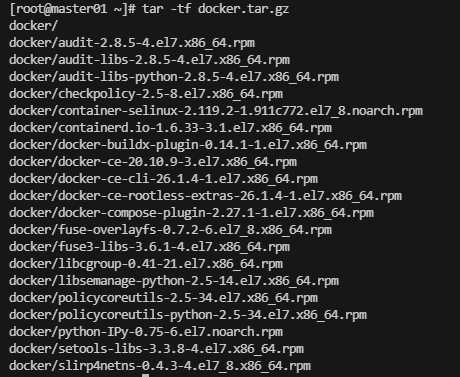 [root@master01 ~]# tar -tf docker.tar.gz
docker/
docker/audit-2.8.5-4.el7.x86_64.rpm
docker/audit-libs-2.8.5-4.el7.x86_64.rpm
docker/audit-libs-python-2.8.5-4.el7.x86_64.rpm
docker/checkpolicy-2.5-8.el7.x86_64.rpm
docker/container-selinux-2.119.2-1.911c772.el7_8.noarch.rpm
docker/containerd.io-1.6.33-3.1.el7.x86_64.rpm
docker/docker-buildx-plugin-0.14.1-1.el7.x86_64.rpm
docker/docker-ce-20.10.9-3.el7.x86_64.rpm
docker/docker-ce-cli-26.1.4-1.el7.x86_64.rpm
docker/docker-ce-rootless-extras-26.1.4-1.el7.x86_64.rpm
docker/docker-compose-plugin-2.27.1-1.el7.x86_64.rpm
docker/fuse-overlayfs-0.7.2-6.el7_8.x86_64.rpm
docker/fuse3-libs-3.6.1-4.el7.x86_64.rpm
docker/libcgroup-0.41-21.el7.x86_64.rpm
docker/libsemanage-python-2.5-14.el7.x86_64.rpm
docker/policycoreutils-2.5-34.el7.x86_64.rpm
docker/policycoreutils-python-2.5-34.el7.x86_64.rpm
docker/python-IPy-0.75-6.el7.noarch.rpm
docker/setools-libs-3.3.8-4.el7.x86_64.rpm
docker/slirp4netns-0.4.3-4.el7_8.x86_64.rpm